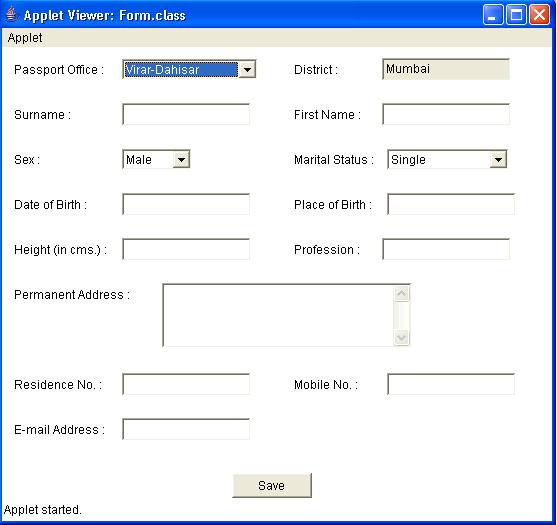 Applet Viewer: Form.class
Applet
Passport Office : Virar-Dahisar District : Mumbai
Surname : First Name :
Sex : Male Marital Status : Single
Date of Birth : Place of Birth :
Height (in cms.) : Profession :
Permanent Address :
Residence No. : Mobile No. :
E-mail Address :
Save
Applet started.